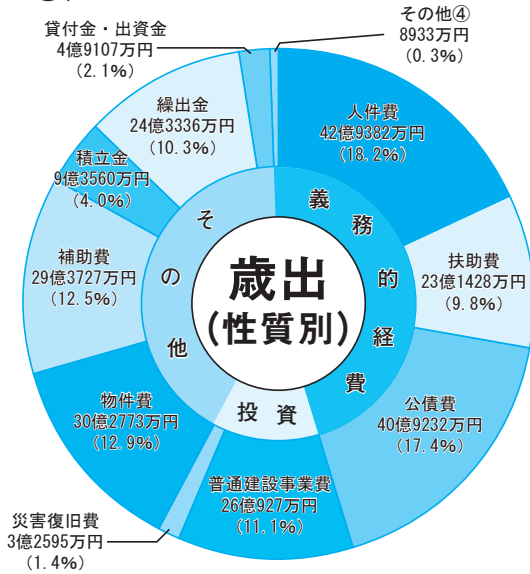 その他④
8933万円
(0.3%)
人件費
42億9382万円
(18.2%)
扶助費
23億1428万円
(9.8%)
公債費
40億9232万円
(17.4%)
普通建設事業費
26億927万円
(11.1%)
災害復旧費
3億2595万円
(1.4%)
物件費
30億2773万円
(12.9%)
補助費
29億3727万円
(12.5%)
積立金
9億3560万円
(4.0%)
繰出金
24億3336万円
(10.3%)
貸付金・出資金
4億9107万円
(2.1%)
義務的経費
投資
その他
歳出
(性質別)